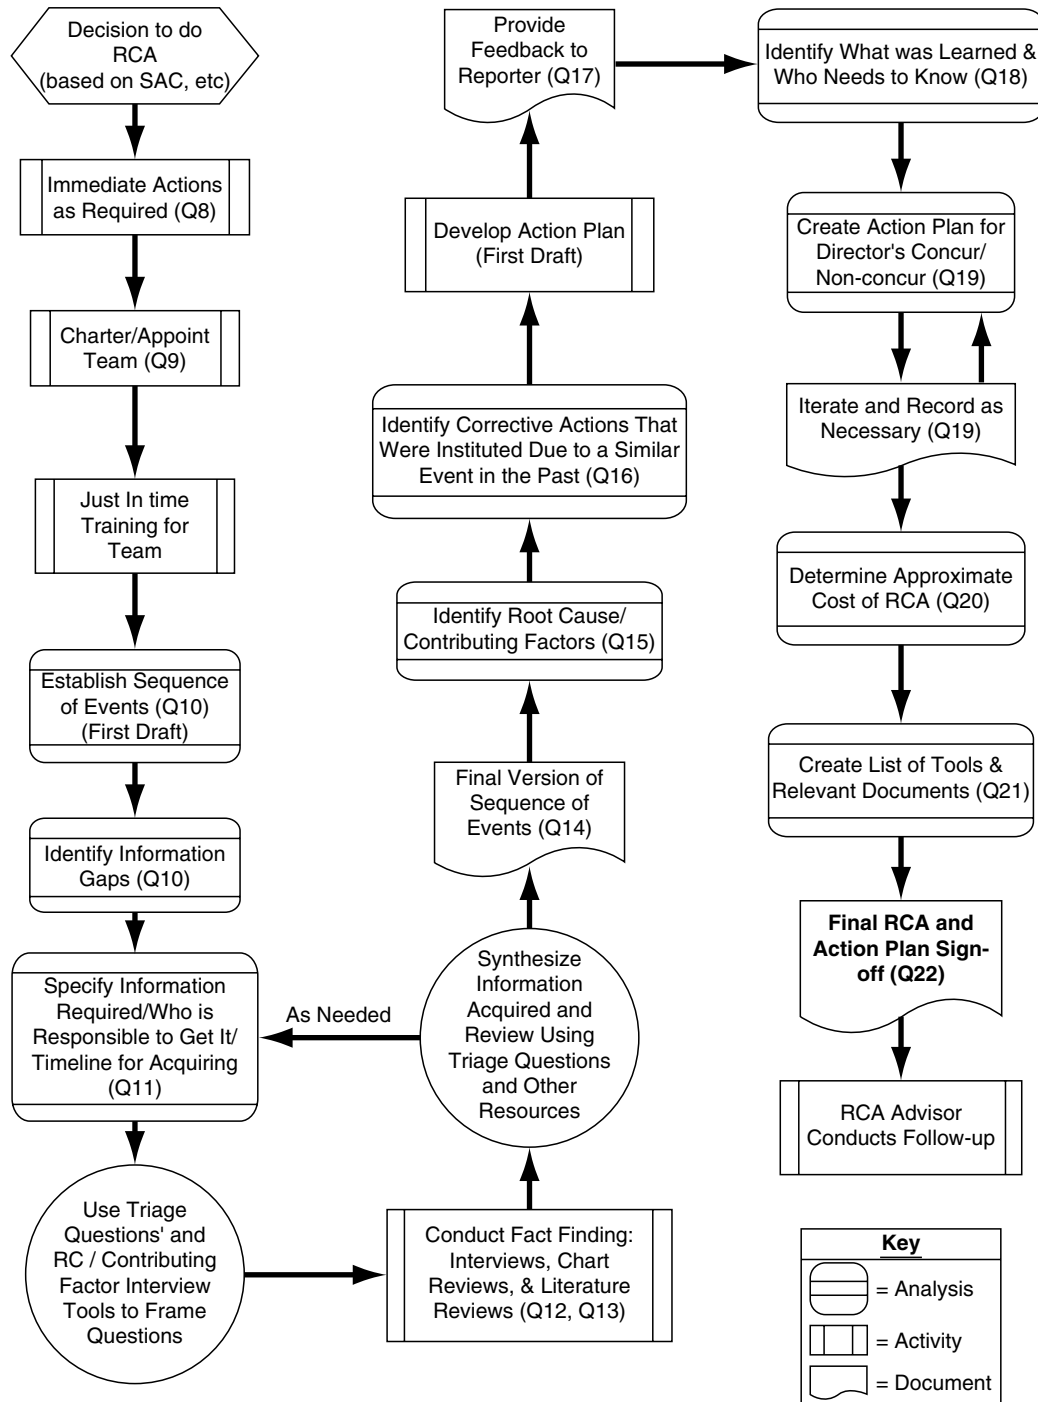 Decision to do
RCA
(based on SAC, etc)
Immediate Actions
as Required (Q8)
Charter/Appoint
Team (Q9)
Just In time
Training for
Team
Establish Sequence
of Events (Q10)
(First Draft)
Identify Information
Gaps (Q10)
Specify Information
Required/Who is
Responsible to Get It/
Timeline for Acquiring
(Q11)
Use Triage
Questions' and
RC / Contributing
Factor Interview
Tools to Frame
Questions
Conduct Fact Finding:
Interviews, Chart
Reviews, & Literature
Reviews (Q12, Q13)
Synthesize
Information
Acquired and
Review Using
Triage Questions
and Other
Resources
As Needed
Final Version of
Sequence of
Events (Q14)
Identify Root Cause/
Contributing Factors (Q15)
Identify Corrective Actions That
Were Instituted Due to a Similar
Event in the Past (Q16)
Develop Action Plan
(First Draft)
Provide
Feedback to
Reporter (Q17)
Identify What was Learned &
Who Needs to Know (Q18)
Create Action Plan for
Director's Concur/
Non-concur (Q19)
Iterate and Record as
Necessary (Q19)
Determine Approximate
Cost of RCA (Q20)
Create List of Tools &
Relevant Documents (Q21)
Final RCA and
Action Plan Sign-
off (Q22)
RCA Advisor
Conducts Follow-up
Key
= Analysis
= Activity
= Document